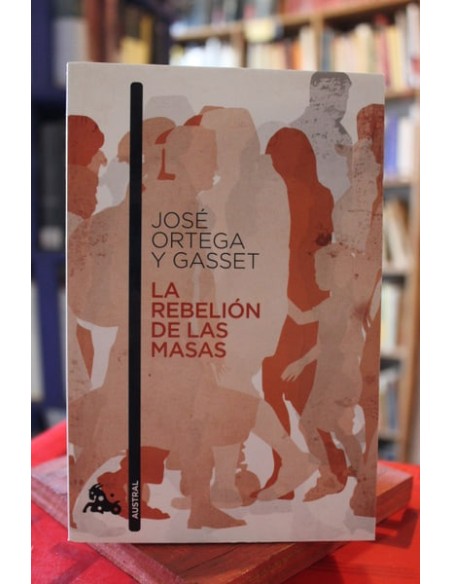 JOSÉ
ORTEGA
Y GASSET
LA
REBELIÓN
DE LAS
MASAS
AUSTRAL